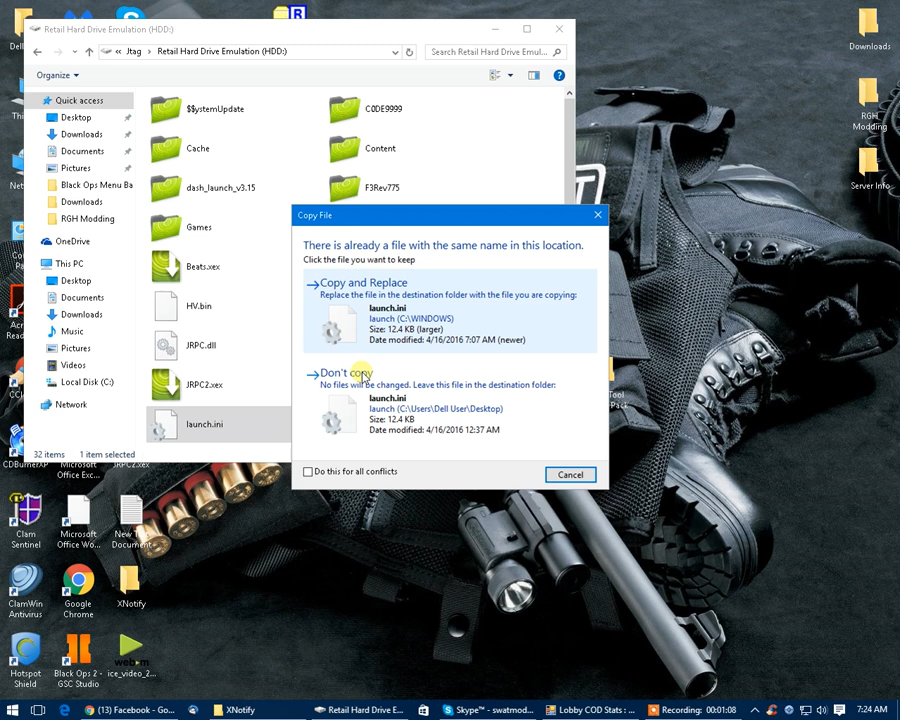 R
Retail Hard Drive Emulation (HDD:)
« Jtag > Retail Hard Drive Emulation (HDD:)
Search Retail Hard Drive Emul...
Organize
Quick access
Desktop
Downloads
Documents
Pictures
Black Ops Menu Ba
Downloads
RGH Modding
OneDrive
This PC
Desktop
Documents
Downloads
Music
Pictures
Videos
Local Disk (C:)
Network
$$ystemUpdate
C0DE9999
Cache
Content
dash_launch_v3.15
F3Rev775
Games
Beats.xex
HV.bin
JRPC.dll
JRPC2.xex
launch.ini
32 items
1 item selected
Copy File
There is already a file with the same name in this location.
Click the file you want to keep
Copy and Replace
Replace the file in the destination folder with the file you are copying:
launch.ini
launch (C:\WINDOWS)
Size: 12.4 KB (larger)
Date modified: 4/16/2016 7:07 AM (newer)
Don't copy
No files will be changed. Leave this file in the destination folder:
launch.ini
launch (C:\Users\Dell User\Desktop)
Size: 12.4 KB
Date modified: 4/16/2016 12:37 AM
Do this for all conflicts
Cancel
Downloads
RGH
Modding
Server Info
Tool
Pack
CDBurnerXP
Microsoft
Office Exc...
JRPC2.xex
Clam
Sentinel
Microsoft
Office Wo...
Document
ClamWin
Antivirus
Google
Chrome
XNotify
Hotspot
Shield
Black Ops 2 -
GSC Studio
webm
ice_video_2...
(13) Facebook - Go...
XNotify
Retail Hard Drive E...
Skype™ - swatmod...
Lobby COD Stats : ...
Recording: 00:01:08
7:24 AM